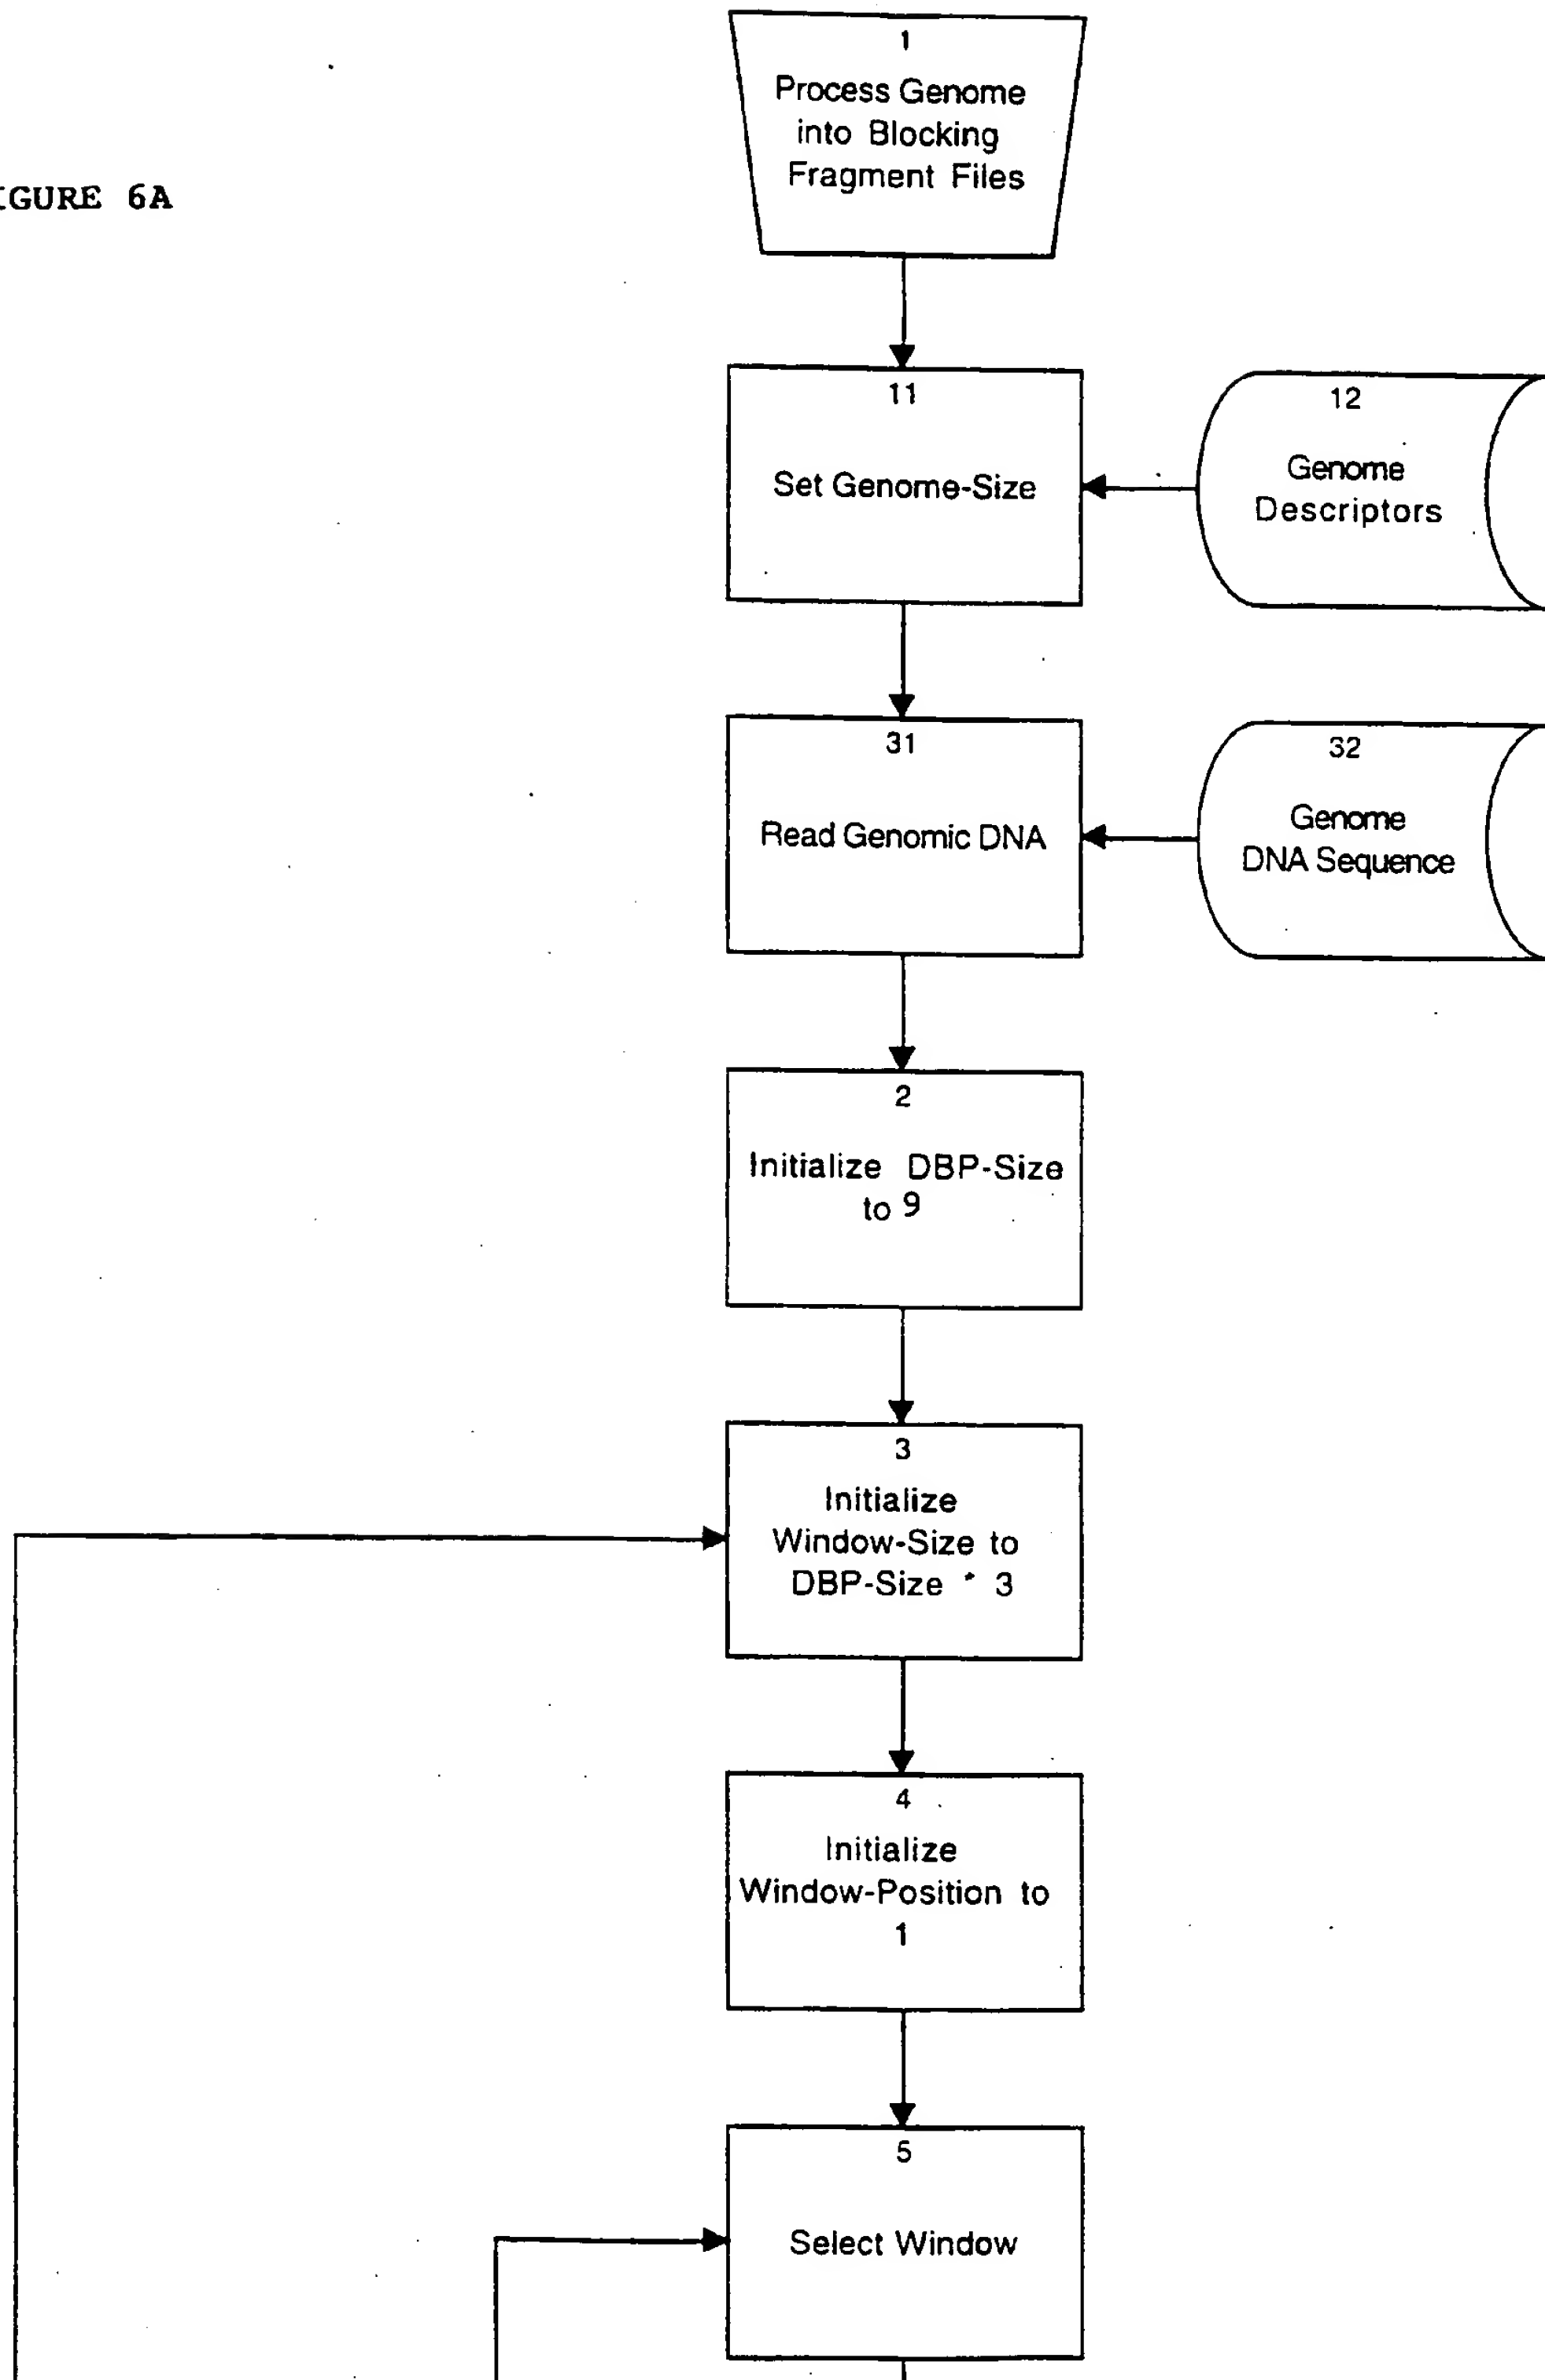 1
Process Genome
into Blocking
Fragment Files
IGURE 6A
11
Set Genome-Size
12
Genome
Descriptors
31
Read Genomic DNA
32
Genome
DNA Sequence
2
Initialize DBP-Size
to 9
3
Initialize
Window-Size to
DBP-Size * 3
4
Initialize
Window-Position to
1
5
Select Window